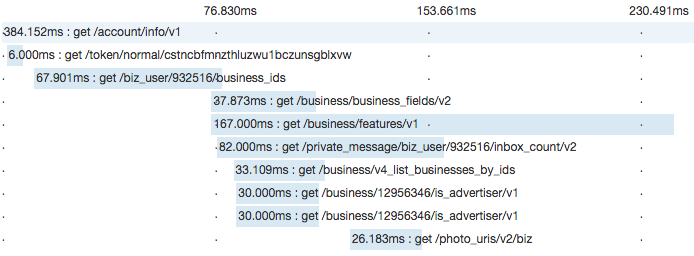 76.830ms 153.661ms 230.491ms
384.152ms : get /account/info/v1
6.000ms : get /token/normal/cstncbfmnzthluzwu1bczunsgblxvw
67.901ms : get /biz_user/932516/business_ids
37.873ms : get /business/business_fields/v2
167.000ms : get /business/features/v1
82.000ms : get /private_message/biz_user/932516/inbox_count/v2
33.109ms : get /business/v4_list_businesses_by_ids
30.000ms : get /business/12956346/is_advertiser/v1
30.000ms : get /business/12956346/is_advertiser/v1
26.183ms : get /photo_uris/v2/biz